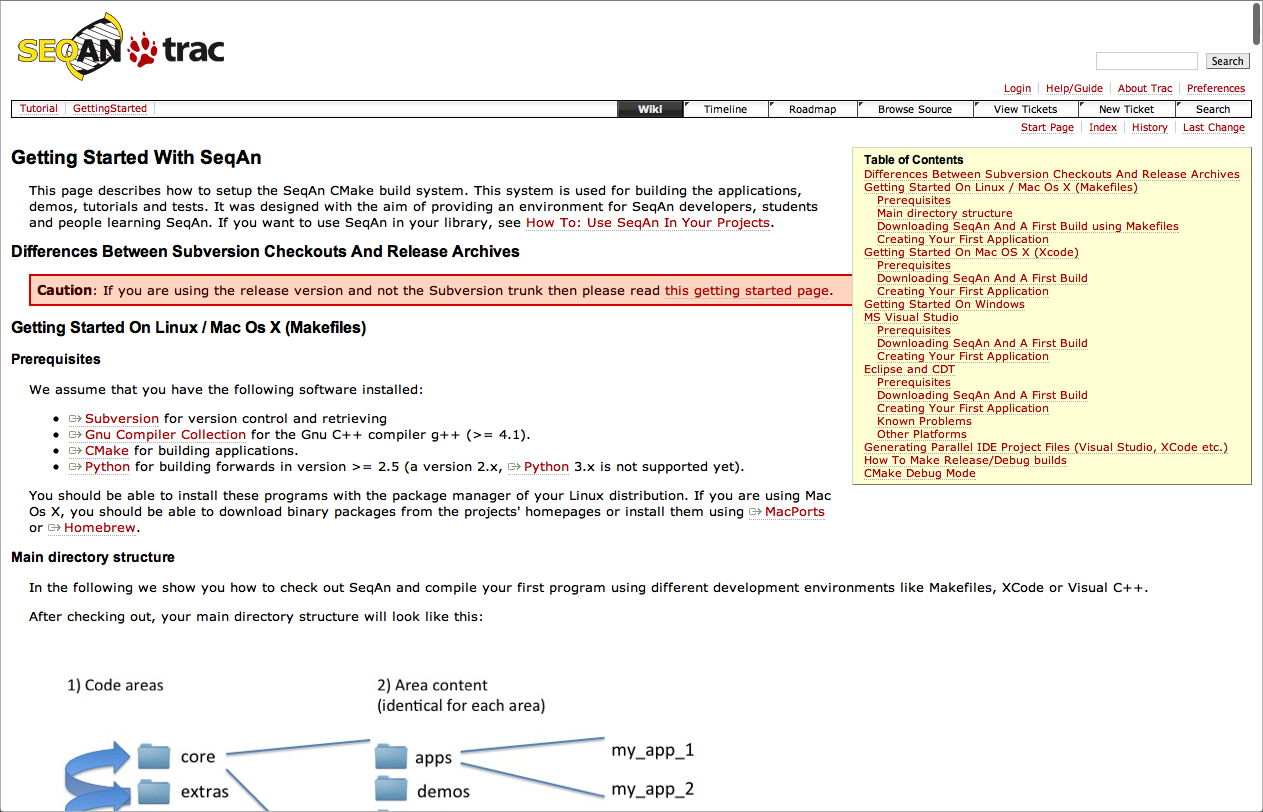 SEQAN trac
Search
Login Help/Guide About Trac Preferences
Tutorial GettingStarted Wiki Timeline Roadmap Browse Source View Tickets New Ticket Search
Start Page Index History Last Change
Getting Started With SeqAn
This page describes how to setup the SeqAn CMake build system. This system is used for building the applications,
demos, tutorials and tests. It was designed with the aim of providing an environment for SeqAn developers, students
and people learning SeqAn. If you want to use SeqAn in your library, see How To: Use SeqAn In Your Projects.
Differences Between Subversion Checkouts And Release Archives
Caution: If you are using the release version and not the Subversion trunk then please read this getting started page.
Table of Contents
Differences Between Subversion Checkouts And Release Archives
Getting Started On Linux / Mac Os X (Makefiles)
Prerequisites
Main directory structure
Downloading SeqAn And A First Build using Makefiles
Creating Your First Application
Getting Started On Mac OS X (Xcode)
Prerequisites
Downloading SeqAn And A First Build
Creating Your First Application
Getting Started On Windows
MS Visual Studio
Prerequisites
Downloading SeqAn And A First Build
Creating Your First Application
Eclipse and CDT
Prerequisites
Downloading SeqAn And A First Build
Creating Your First Application
Known Problems
Other Platforms
Generating Parallel IDE Project Files (Visual Studio, XCode etc.)
How To Make Release/Debug builds
CMake Debug Mode
Getting Started On Linux / Mac Os X (Makefiles)
Prerequisites
We assume that you have the following software installed:
Subversion for version control and retrieving
Gnu Compiler Collection for the Gnu C++ compiler g++ (>= 4.1).
CMake for building applications.
Python for building forwards in version >= 2.5 (a version 2.x, Python 3.x is not supported yet).
You should be able to install these programs with the package manager of your Linux distribution. If you are using Mac
Os X, you should be able to download binary packages from the projects' homepages or install them using MacPorts
or Homebrew.
Main directory structure
In the following we show you how to check out SeqAn and compile your first program using different development environments like Makefiles, XCode or Visual C++.
After checking out, your main directory structure will look like this:
1) Code areas
2) Area content
(identical for each area)
core apps my_app_1
extras demos my_app_2